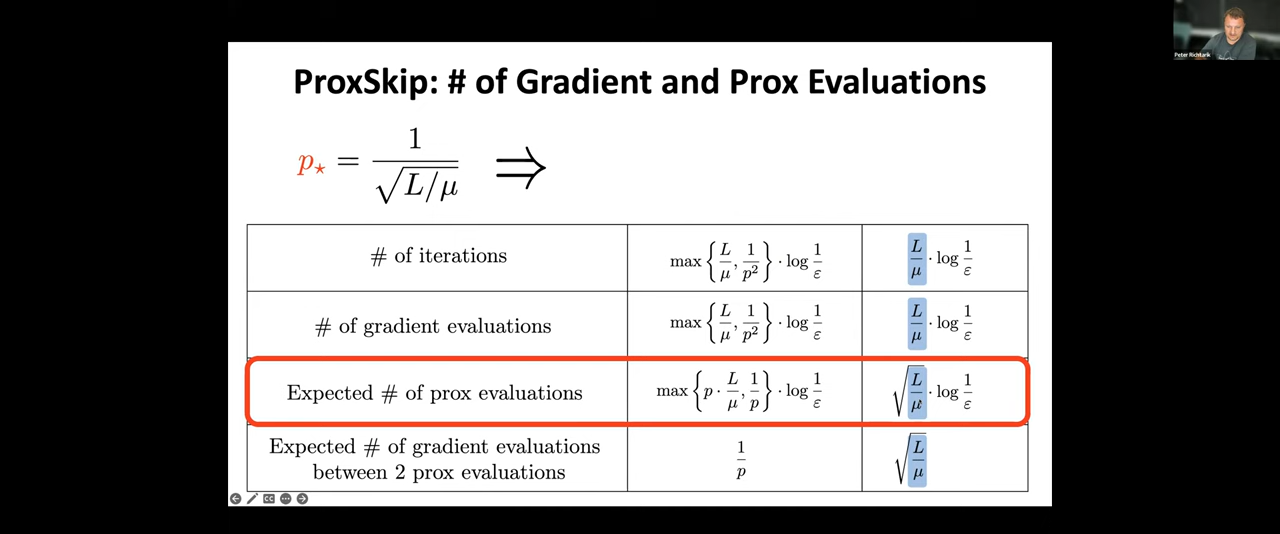 Peter Richtarik
ProxSkip: # of Gradient and Prox Evaluations
p⋆ = 1/√(L/μ) ⇒
# of iterations max{L/μ, 1/p²} · log 1/ε L/μ · log 1/ε
# of gradient evaluations max{L/μ, 1/p²} · log 1/ε L/μ · log 1/ε
Expected # of prox evaluations max{p · L/μ, 1/p} · log 1/ε √(L/μ) · log 1/ε
Expected # of gradient evaluations
between 2 prox evaluations 1/p √(L/μ)
CC